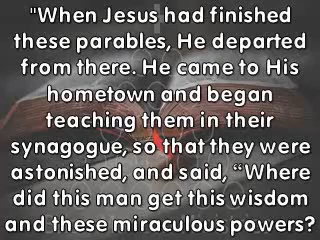 "When Jesus had finished
these parables, He departed
from there. He came to His
hometown and began
teaching them in their
synagogue, so that they were
astonished, and said, “Where
did this man get this wisdom
and these miraculous powers?